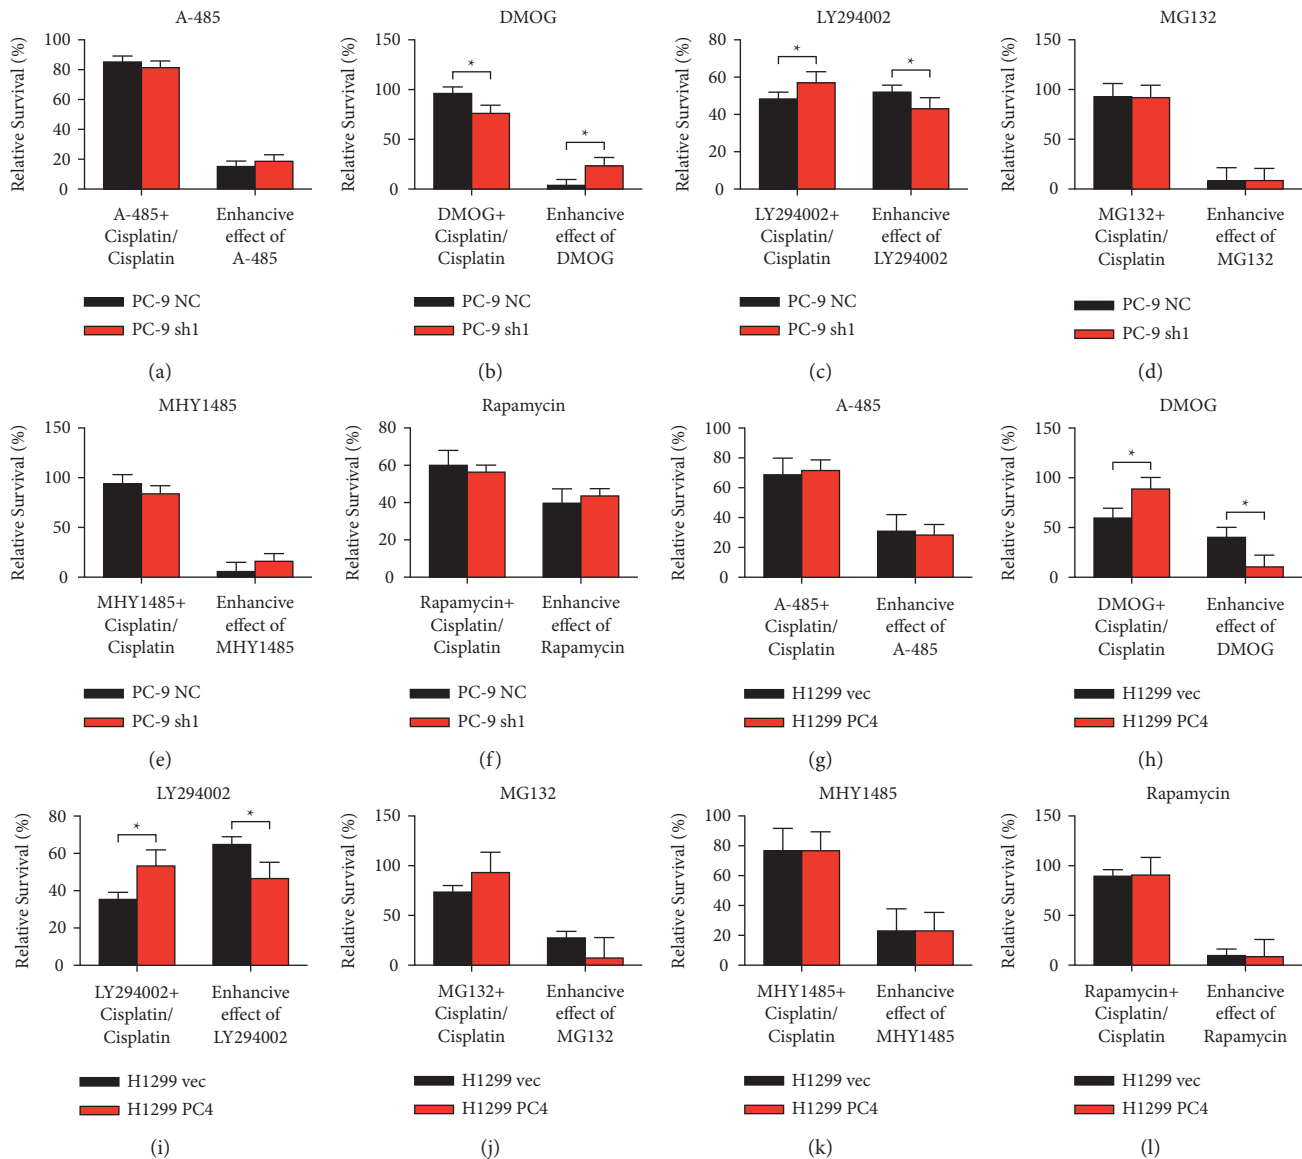 A-485
Relative Survival (%)
100
80
60
40
20
0
A-485+
Cisplatin/
Cisplatin
Enhancive
effect of
A-485
PC-9 NC
PC-9 sh1
(a)
DMOG
Relative Survival (%)
150
100
50
0
*
*
DMOG+
Cisplatin/
Cisplatin
Enhancive
effect of
DMOG
PC-9 NC
PC-9 sh1
(b)
LY294002
Relative Survival (%)
80
60
40
20
0
*
*
LY294002+
Cisplatin/
Cisplatin
Enhancive
effect of
LY294002
PC-9 NC
PC-9 sh1
(c)
MG132
Relative Survival (%)
150
100
50
0
MG132+
Cisplatin/
Cisplatin
Enhancive
effect of
MG132
PC-9 NC
PC-9 sh1
(d)
MHY1485
Relative Survival (%)
150
100
50
0
MHY1485+
Cisplatin/
Cisplatin
Enhancive
effect of
MHY1485
PC-9 NC
PC-9 sh1
(e)
Rapamycin
Relative Survival (%)
80
60
40
20
0
Rapamycin+
Cisplatin/
Cisplatin
Enhancive
effect of
Rapamycin
PC-9 NC
PC-9 sh1
(f)
A-485
Relative Survival (%)
100
80
60
40
20
0
A-485+
Cisplatin/
Cisplatin
Enhancive
effect of
A-485
H1299 vec
H1299 PC4
(g)
DMOG
Relative Survival (%)
150
100
50
0
*
*
DMOG+
Cisplatin/
Cisplatin
Enhancive
effect of
DMOG
H1299 vec
H1299 PC4
(h)
LY294002
Relative Survival (%)
80
60
40
20
0
*
*
LY294002+
Cisplatin/
Cisplatin
Enhancive
effect of
LY294002
H1299 vec
H1299 PC4
(i)
MG132
Relative Survival (%)
150
100
50
0
MG132+
Cisplatin/
Cisplatin
Enhancive
effect of
MG132
H1299 vec
H1299 PC4
(j)
MHY1485
Relative Survival (%)
100
80
60
40
20
0
MHY1485+
Cisplatin/
Cisplatin
Enhancive
effect of
MHY1485
H1299 vec
H1299 PC4
(k)
Rapamycin
Relative Survival (%)
150
100
50
0
Rapamycin+
Cisplatin/
Cisplatin
Enhancive
effect of
Rapamycin
H1299 vec
H1299 PC4
(l)